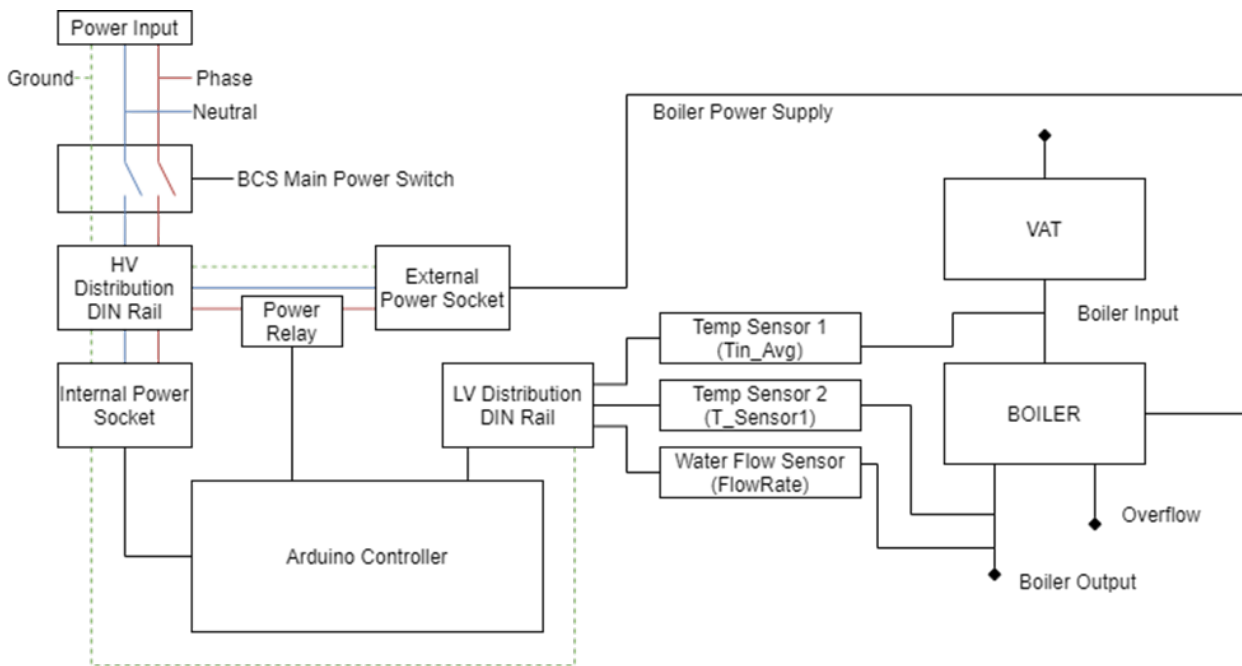 Power Input
Ground
Phase
Neutral
BCS Main Power Switch
Boiler Power Supply
VAT
HV
Distribution
DIN Rail
External
Power Socket
Power
Relay
Boiler Input
Temp Sensor 1
(Tin_Avg)
Internal Power
Socket
LV Distribution
DIN Rail
Temp Sensor 2
(T_Sensor1)
BOILER
Water Flow Sensor
(FlowRate)
Overflow
Arduino Controller
Boiler Output